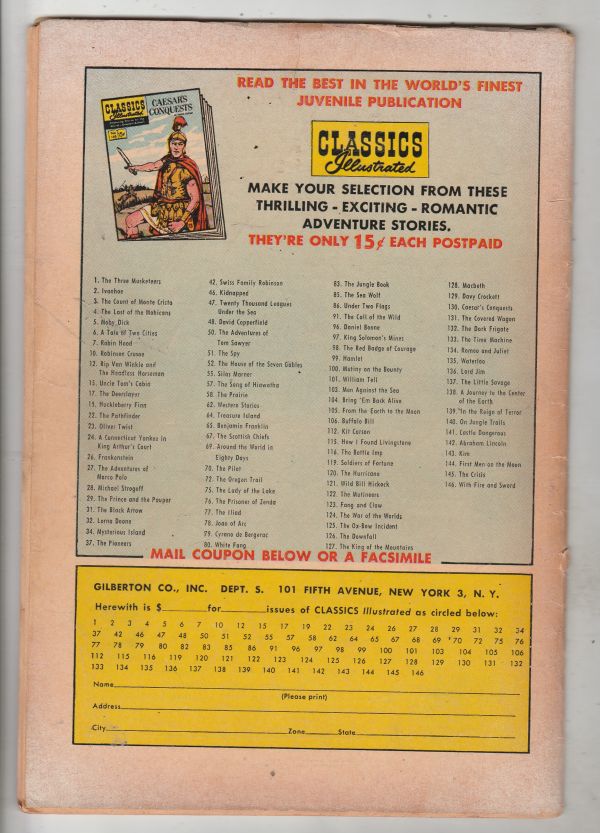 READ THE BEST IN THE WORLD'S FINEST
JUVENILE PUBLICATION
CLASSICS
Illustrated
CAESAR'S
CONQUESTS
CLASSICS
Illustrated
MAKE YOUR SELECTION FROM THESE
THRILLING - EXCITING - ROMANTIC
ADVENTURE STORIES.
THEY'RE ONLY 15¢ EACH POSTPAID
1. The Three Musketeers
2. Ivanhoe
3. The Count of Monte Cristo
4. The Last of the Mohicans
5. Moby Dick
6. A Tale of Two Cities
7. Robin Hood
10. Robinson Crusoe
12. Rip Van Winkle and
The Headless Horseman
15. Uncle Tom's Cabin
17. The Deerslayer
19. Huckleberry Finn
22. The Pathfinder
23. Oliver Twist
24. A Connecticut Yankee in
King Arthur's Court
26. Frankenstein
27. The Adventures of
Marco Polo
28. Michael Strogoff
29. The Prince and the Pauper
31. The Black Arrow
32. Lorna Doone
34. Mysterious Island
37. The Pioneers
42. Swiss Family Robinson
46. Kidnapped
47. Twenty Thousand Leagues
Under the Sea
48. David Copperfield
50. The Adventures of
Tom Sawyer
51. The Spy
52. The House of the Seven Gables
55. Silas Marner
57. The Song of Hiawatha
58. The Prairie
62. Western Stories
64. Treasure Island
65. Benjamin Franklin
67. The Scottish Chiefs
69. Around the World in
Eighty Days
70. The Pilot
72. The Oregon Trail
75. The Lady of the Lake
76. The Prisoner of Zenda
77. The Iliad
78. Joan of Arc
79. Cyrano de Bergerac
80. White Fang
83. The Jungle Book
85. The Sea Wolf
86. Under Two Flags
91. The Call of the Wild
96. Daniel Boone
97. King Solomon's Mines
98. The Red Badge of Courage
99. Hamlet
100. Mutiny on the Bounty
101. William Tell
103. Men Against the Sea
104. Bring 'Em Back Alive
105. From the Earth to the Moon
106. Buffalo Bill
112. Kit Carson
115. How I Found Livingstone
116. The Bottle Imp
119. Soldiers of Fortune
120. The Hurricane
121. Wild Bill Hickock
122. The Mutineers
123. Fang and Claw
124. The War of the Worlds
125. The Ox-Bow Incident
126. The Downfall
127. The King of the Mountains
128. Macbeth
129. Davy Crockett
130. Caesar's Conquests
131. The Covered Wagon
132. The Dark Frigate
133. The Time Machine
134. Romeo and Juliet
135. Waterloo
136. Lord Jim
137. The Little Savage
138. A Journey to the Center
of the Earth
139. In the Reign of Terror
140. On Jungle Trails
141. Castle Dangerous
142. Abraham Lincoln
143. Kim
144. First Men on the Moon
145. The Crisis
146. With Fire and Sword
MAIL COUPON BELOW OR A FACSIMILE
GILBERTON CO., INC. DEPT. S. 101 FIFTH AVENUE, NEW YORK 3, N. Y.
Herewith is $ for issues of CLASSICS Illustrated as circled below:
1 2 3 4 5 6 7 10 12 15 17 19 22 23 24 26 27 28 29 31 32 34
37 42 46 47 48 50 51 52 55 57 58 62 64 65 67 68 69 70 72 75 76
77 78 79 80 82 83 85 86 91 96 97 98 99 100 101 103 104 105 106
112 115 116 119 120 121 122 123 124 125 126 127 128 129 130 131 132
133 134 135 136 137 138 139 140 141 142 143 144 145 146
Name
(Please print)
Address
City Zone State